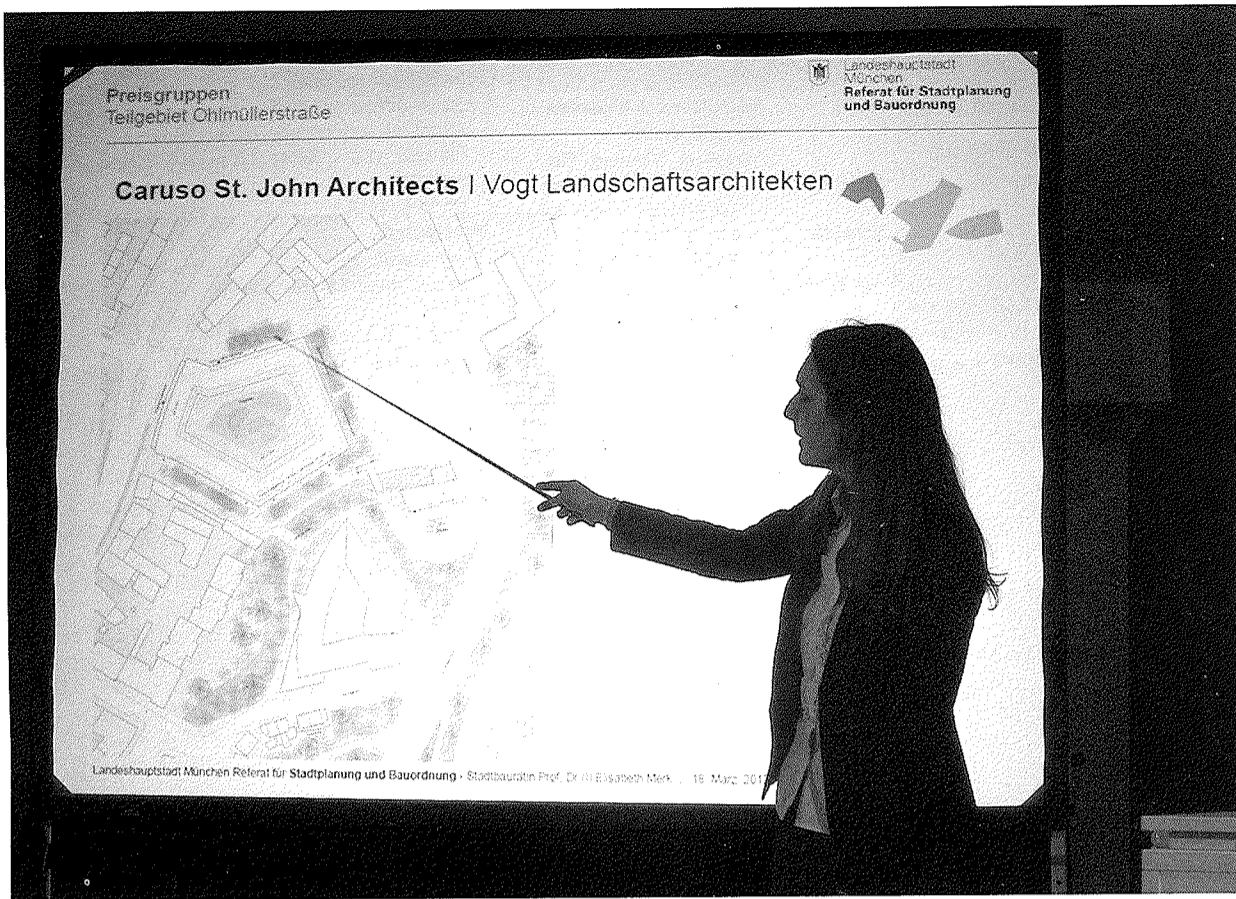 Preisgruppen
Teilgebiet Ohlmüllerstraße
Landeshauptstadt
München
Referat für Stadtplanung
und Bauordnung
Caruso St. John Architects | Vogt Landschaftsarchitekten
Landeshauptstadt München Referat für Stadtplanung und Bauordnung - Stadtbaurätin Prof. Dr. Elisabeth Merk 18. März